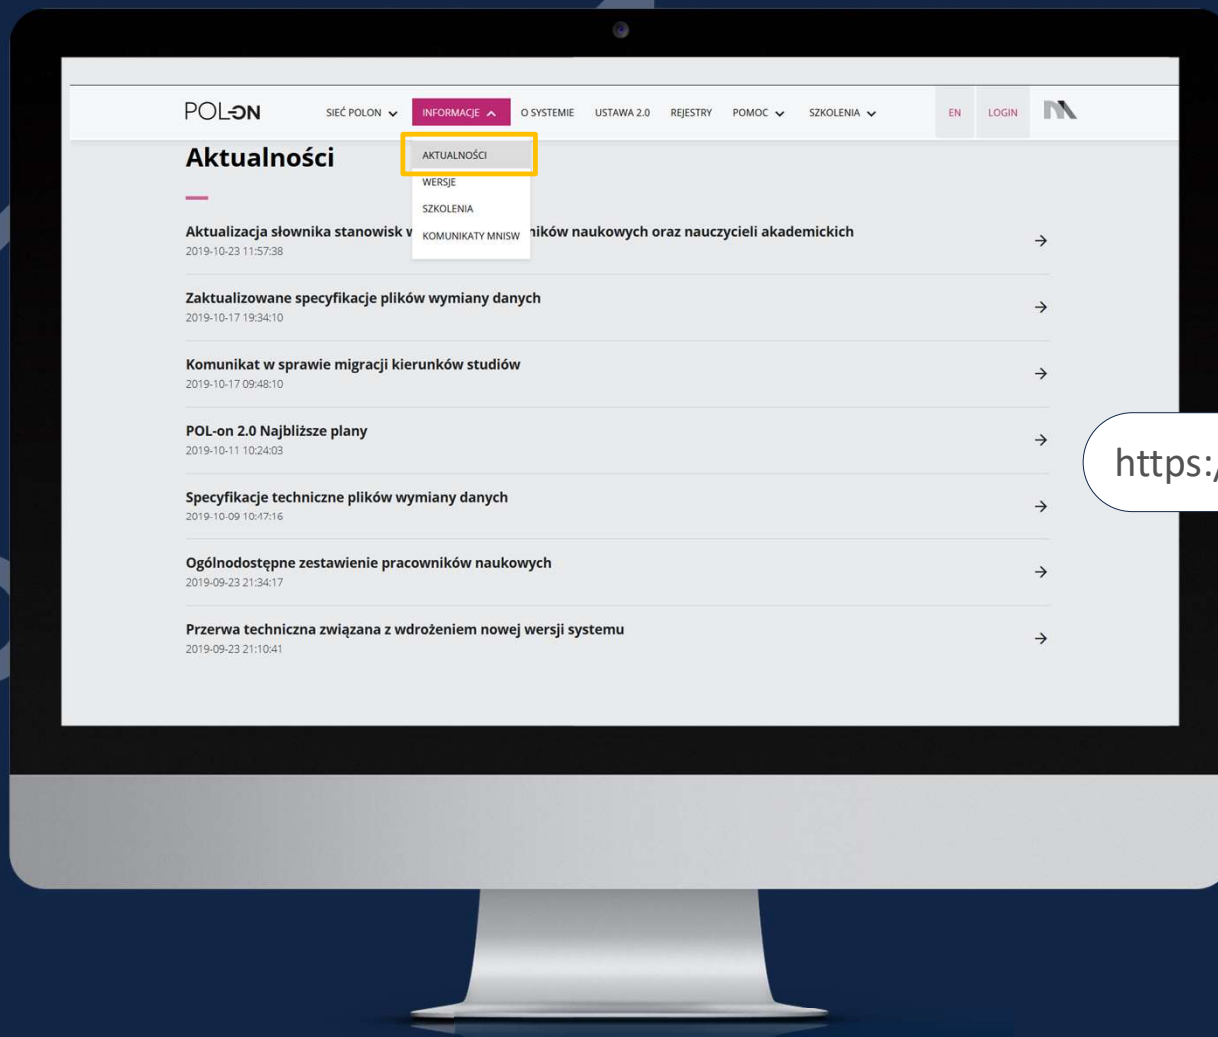 POL-ON SIEĆ POLON INFORMACJE O SYSTEMIE USTAWA 2.0 REJESTRY POMOC SZKOLENIA EN LOGIN
Aktualności
AKTUALNOŚCI
WERSJE
SZKOLENIA
KOMUNIKATY MNISW
Aktualizacja słownika stanowisk naukowych oraz nauczycieli akademickich
2019-10-23 11:57:38
Zaktualizowane specyfikacje plików wymiany danych
2019-10-17 19:34:10
Komunikat w sprawie migracji kierunków studiów
2019-10-17 09:48:10
POL-on 2.0 Najbliższe plany
2019-10-11 10:24:03
Specyfikacje techniczne plików wymiany danych
2019-10-09 10:47:16
Ogólnodostępne zestawienie pracowników naukowych
2019-09-23 21:34:17
Przerwa techniczna związana z wdrożeniem nowej wersji systemu
2019-09-23 21:10:41
https:/